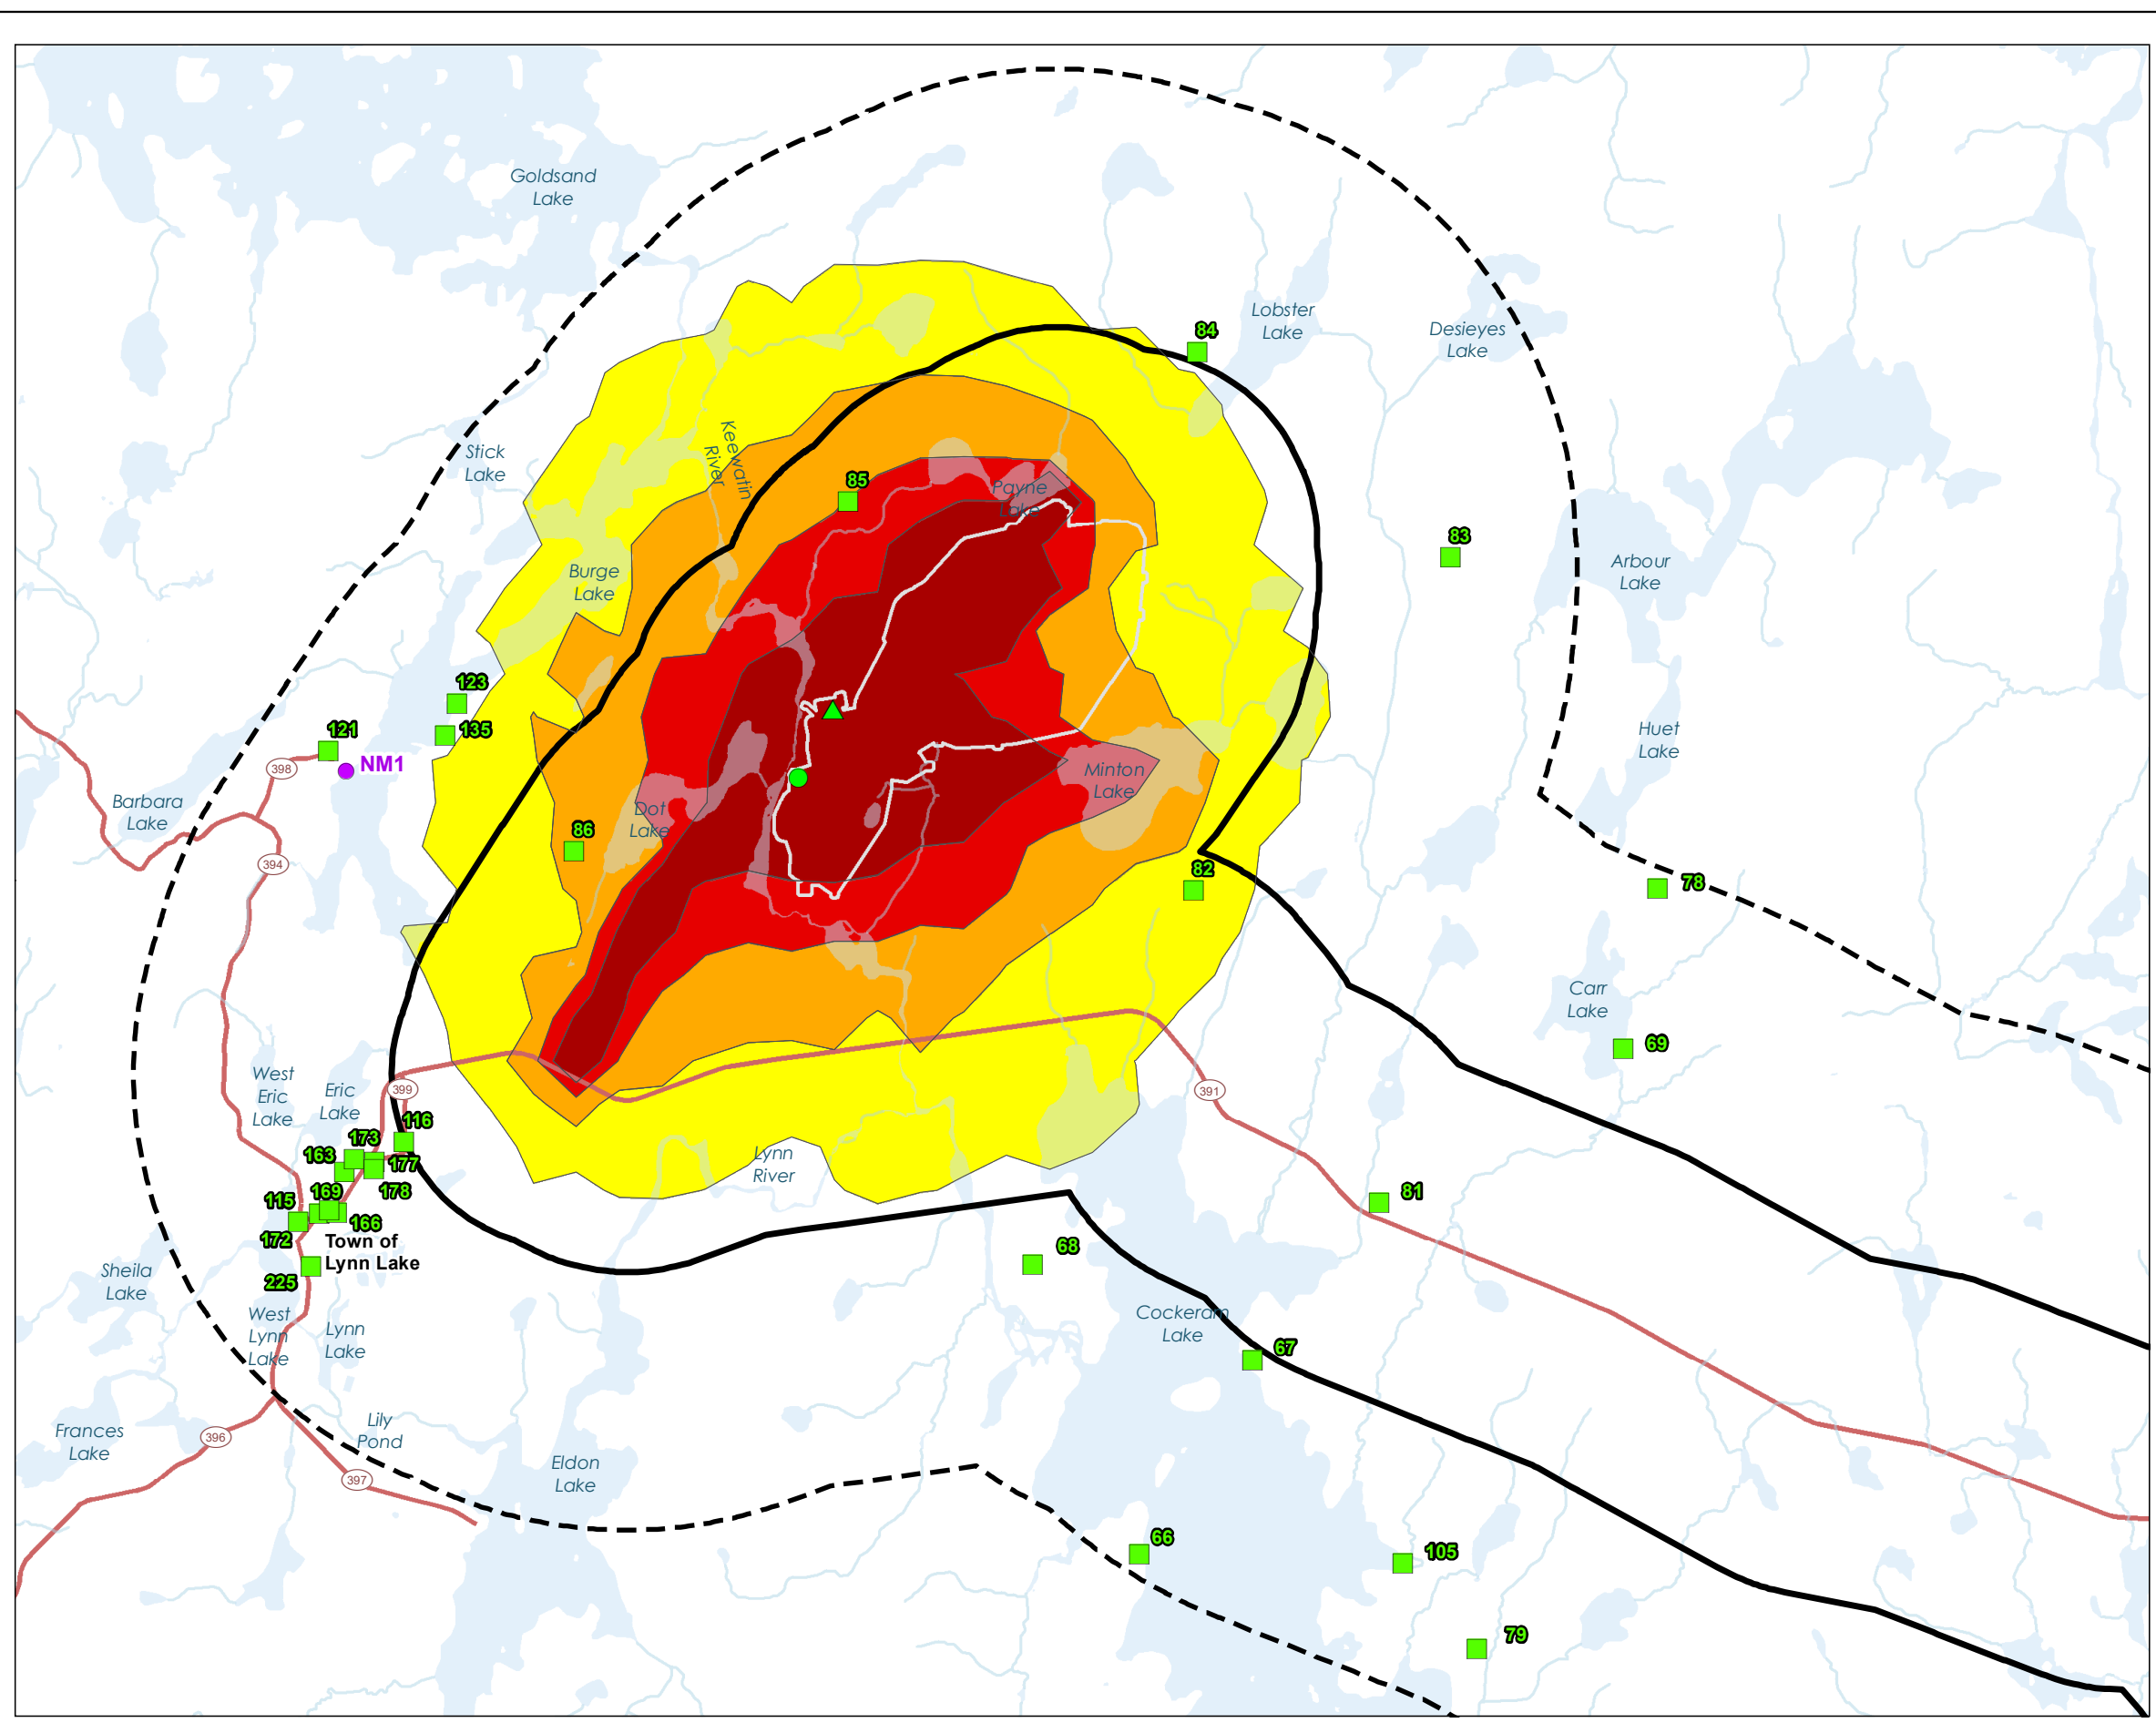 Goldsand
Lake
84
Lobster
Lake
Desieyes
Lake
Stick
Lake
Keewatin
River
85
Payne
Lake
83
Burge
Lake
Arbour
Lake
123
135
121
NM1
398
Huet
Lake
Barbara
Lake
Minton
Lake
Dot
Lake
86
394
82
78
Carr
Lake
69
West
Eric
Lake
Eric
Lake
399
391
116
173
163
177
Lynn
River
169
178
115
81
166
172
Town of
Lynn Lake
68
Sheila
Lake
225
West
Lynn
Lake
Lynn
Lake
Cockeram
Lake
67
Frances
Lake
396
Lily
Pond
397
Eldon
Lake
66
105
79